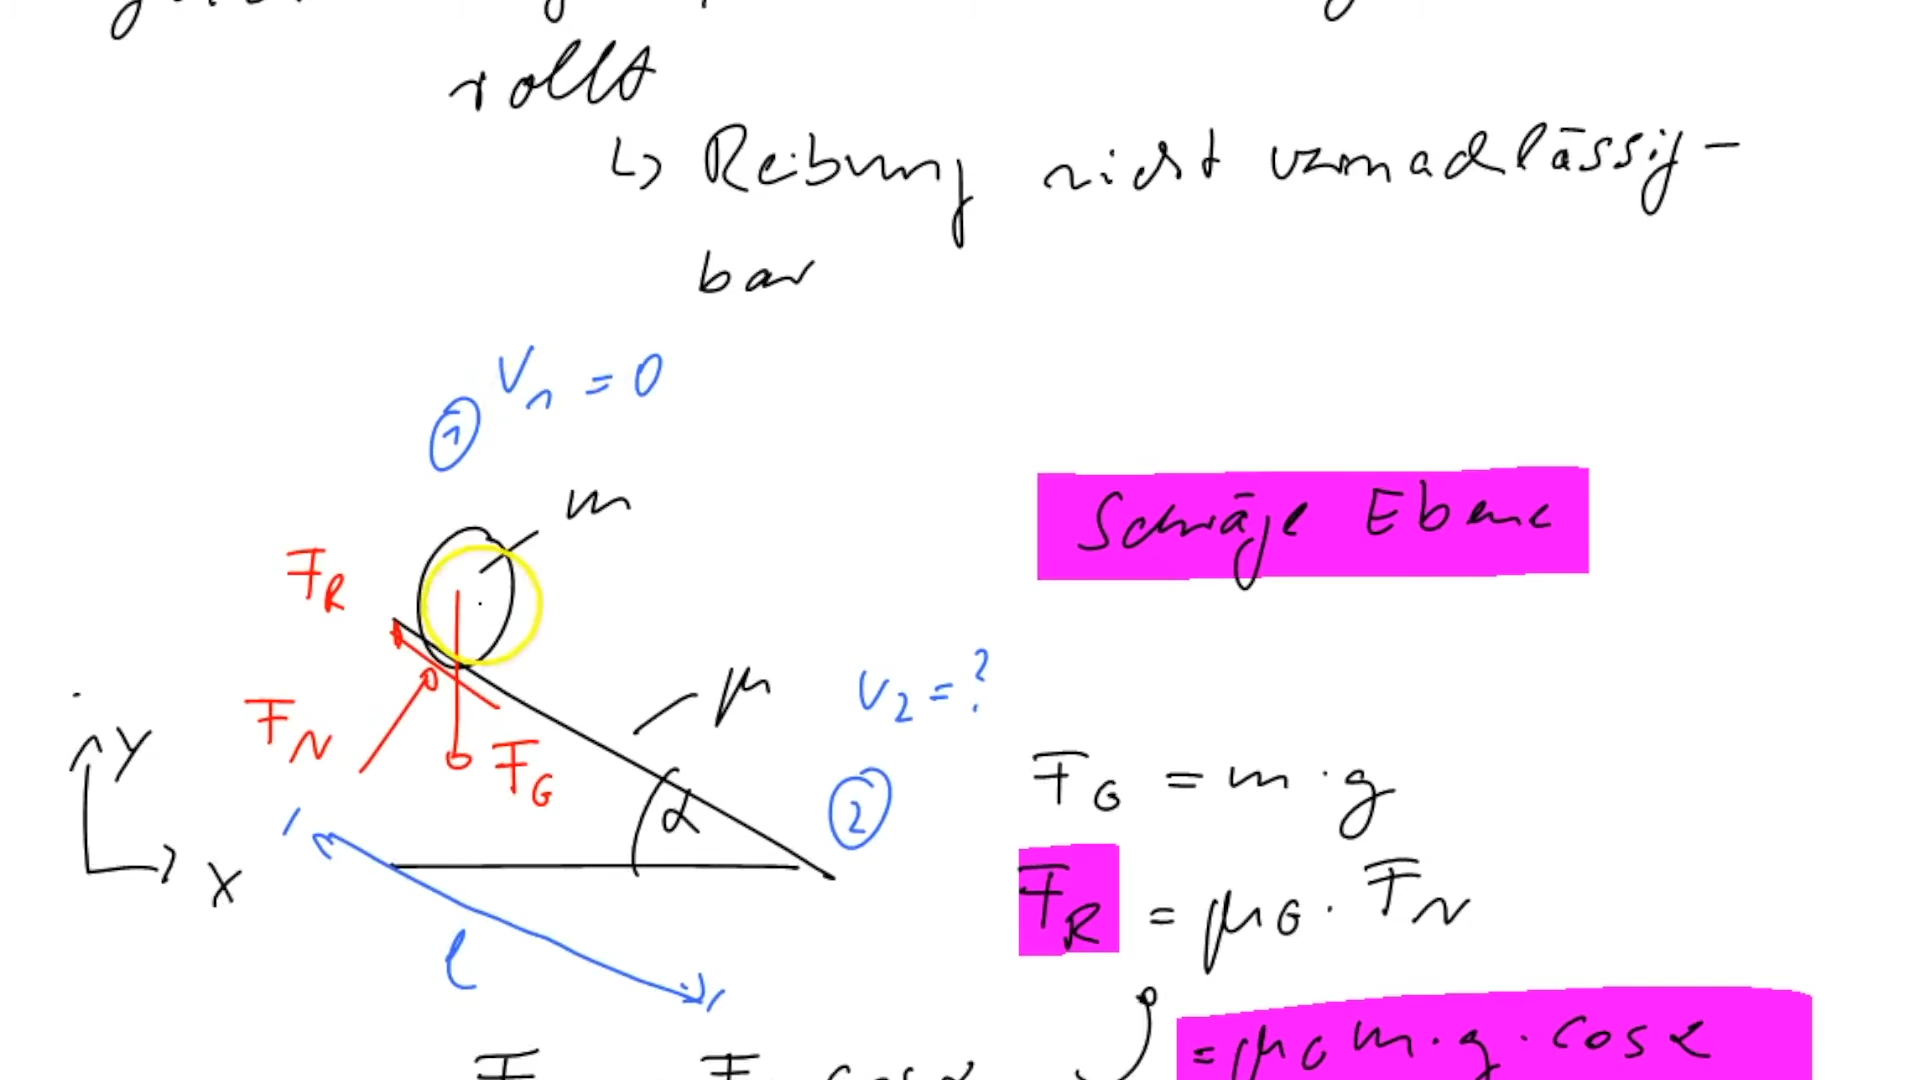 rollt
↳ Reibung nicht vernachlässig-
bar
① V₁ = 0
m
Schräge Ebene
F_R
μ
V₂ = ?
F_N
y
F_G
F_G = m · g
α
②
x
F_R = μ_G · F_N
l
= μ_G m · g · cos α
cos α